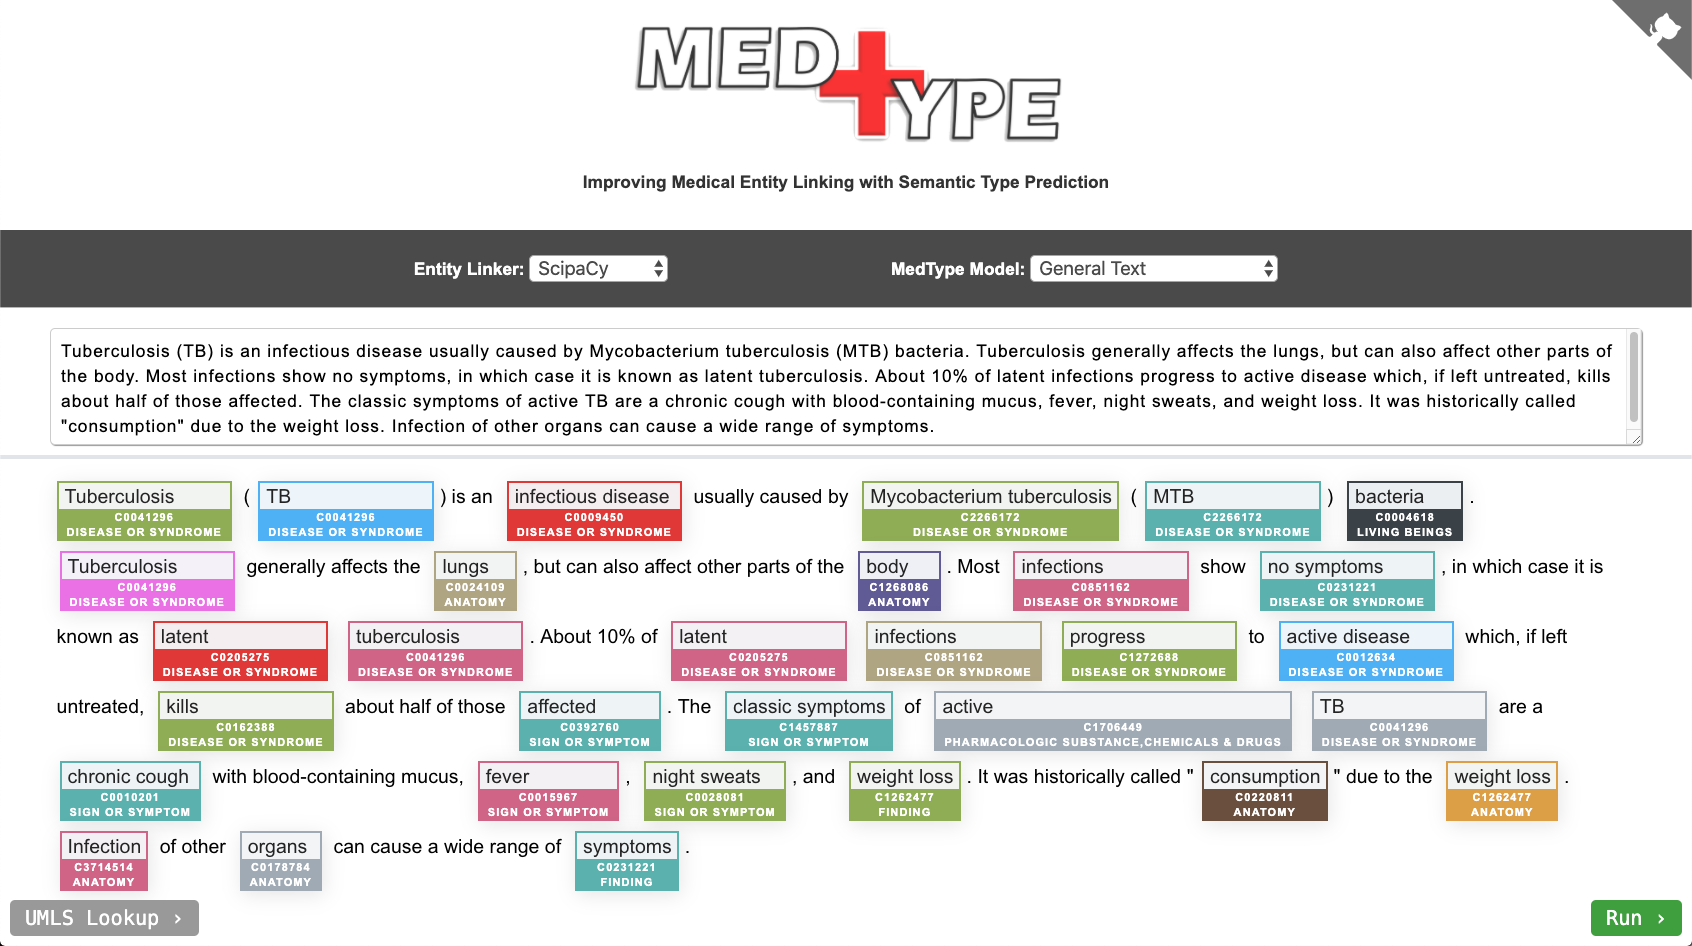 MED+TYPE
Improving Medical Entity Linking with Semantic Type Prediction
Entity Linker: ScipaCy MedType Model: General Text
Tuberculosis (TB) is an infectious disease usually caused by Mycobacterium tuberculosis (MTB) bacteria. Tuberculosis generally affects the lungs, but can also affect other parts of
the body. Most infections show no symptoms, in which case it is known as latent tuberculosis. About 10% of latent infections progress to active disease which, if left untreated, kills
about half of those affected. The classic symptoms of active TB are a chronic cough with blood-containing mucus, fever, night sweats, and weight loss. It was historically called
"consumption" due to the weight loss. Infection of other organs can cause a wide range of symptoms.
Tuberculosis ( TB ) is an infectious disease usually caused by Mycobacterium tuberculosis ( MTB ) bacteria .
C0041296 C0041296 C0009450 C2266172 C2266172 C0004618
DISEASE OR SYNDROME DISEASE OR SYNDROME DISEASE OR SYNDROME DISEASE OR SYNDROME DISEASE OR SYNDROME LIVING BEINGS
Tuberculosis generally affects the lungs , but can also affect other parts of the body . Most infections show no symptoms , in which case it is
C0041296 C0024109 C1268086 C0851162 C0231221
DISEASE OR SYNDROME ANATOMY ANATOMY DISEASE OR SYNDROME DISEASE OR SYNDROME
known as latent tuberculosis . About 10% of latent infections progress to active disease which, if left
C0205275 C0041296 C0205275 C0851162 C1272688 C0012634
DISEASE OR SYNDROME DISEASE OR SYNDROME DISEASE OR SYNDROME DISEASE OR SYNDROME DISEASE OR SYNDROME DISEASE OR SYNDROME
untreated, kills about half of those affected . The classic symptoms of active TB are a
C0162388 C0392760 C1457887 C1706449 C0041296
DISEASE OR SYNDROME SIGN OR SYMPTOM SIGN OR SYMPTOM PHARMACOLOGIC SUBSTANCE,CHEMICALS & DRUGS DISEASE OR SYNDROME
chronic cough with blood-containing mucus, fever , night sweats , and weight loss . It was historically called " consumption " due to the weight loss .
C0010201 C0015967 C0028081 C1262477 C0220811 C1262477
SIGN OR SYMPTOM SIGN OR SYMPTOM SIGN OR SYMPTOM FINDING ANATOMY ANATOMY
Infection of other organs can cause a wide range of symptoms .
C3714514 C0178784 C0231221
ANATOMY ANATOMY FINDING
UMLS Lookup › Run ›